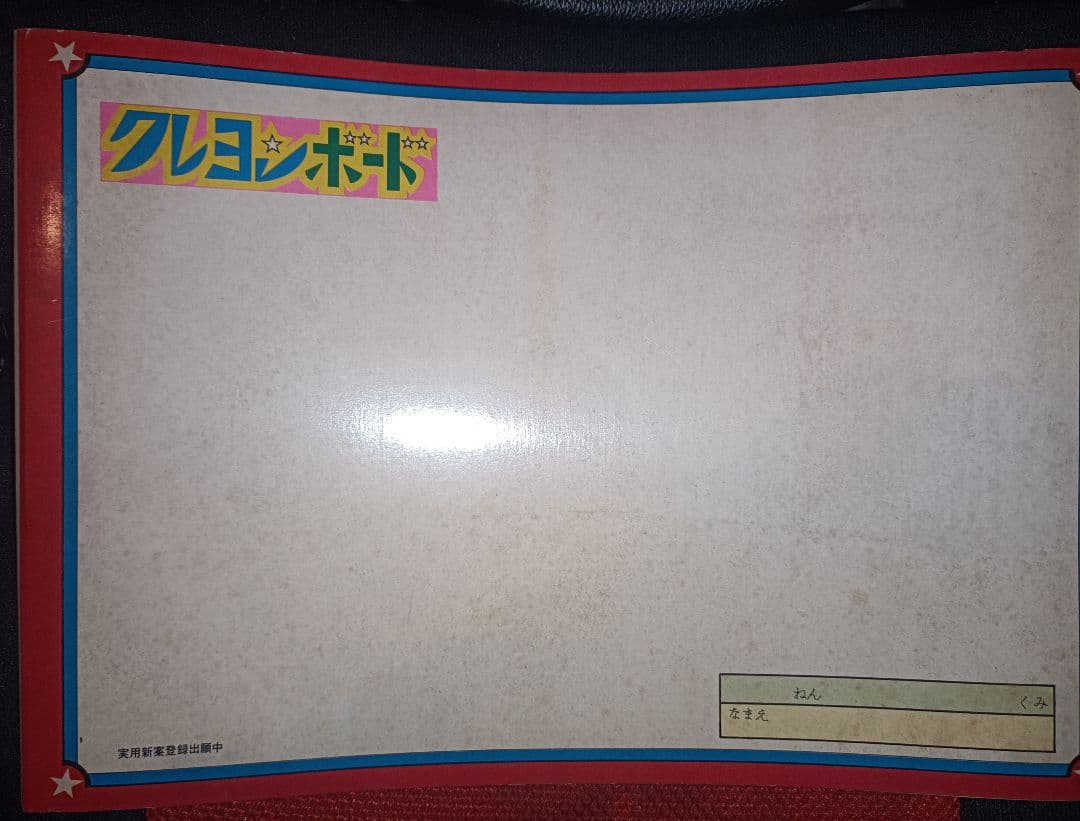 クレヨンボード
ねん くみ
なまえ
実用新案登録出願中